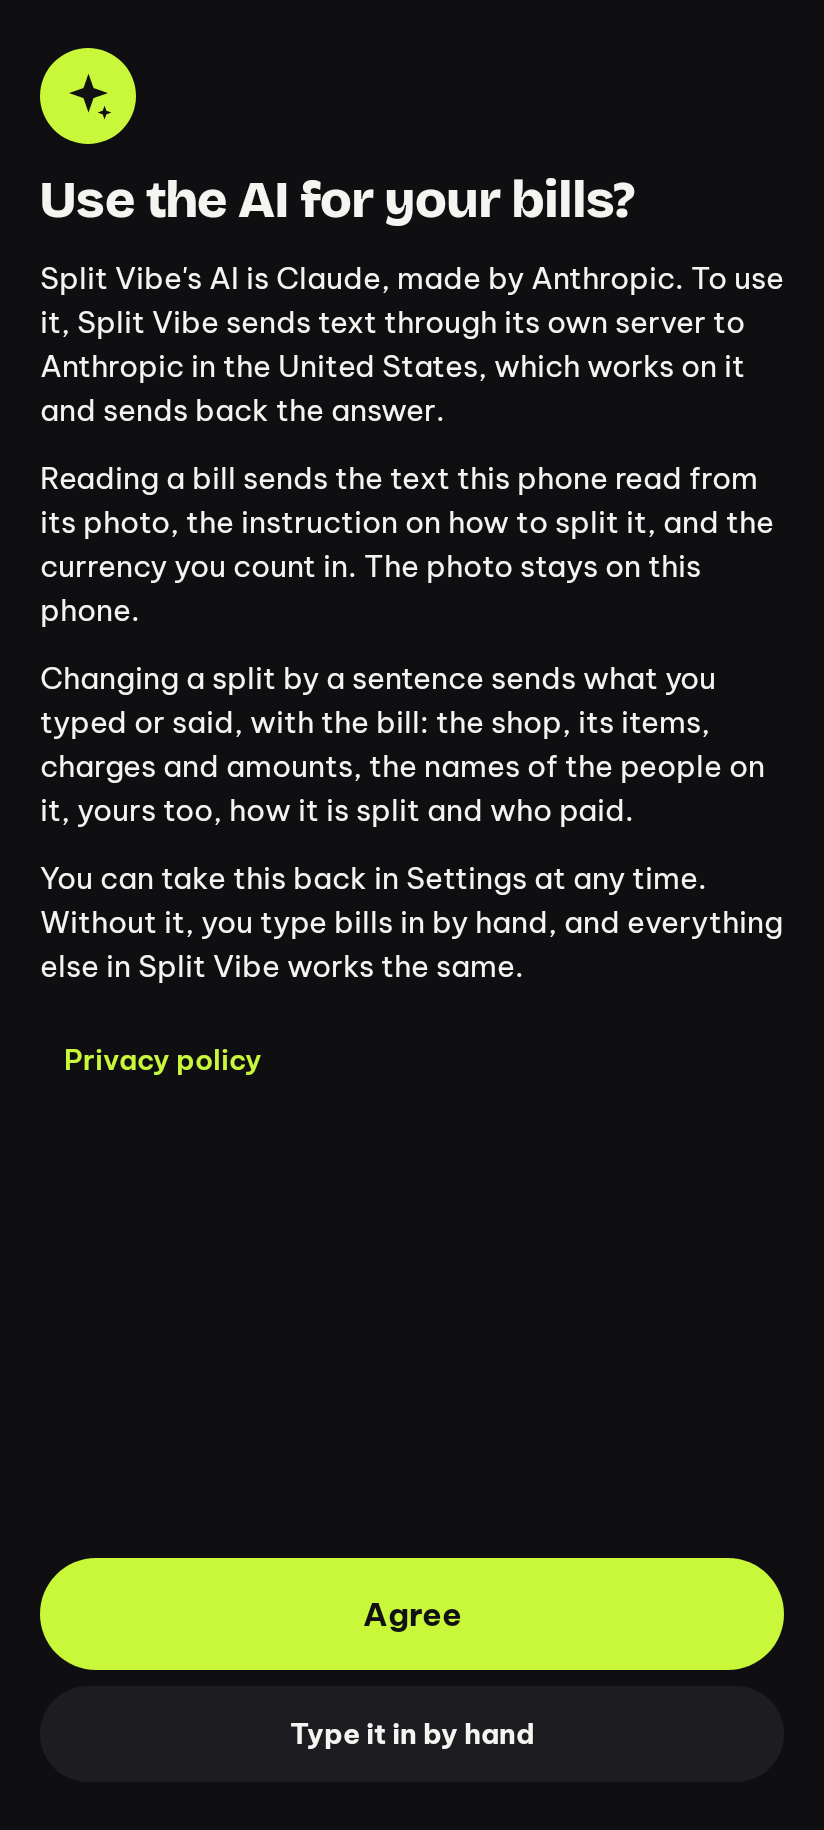 Use the AI for your bills?
Split Vibe's AI is Claude, made by Anthropic. To use
it, Split Vibe sends text through its own server to
Anthropic in the United States, which works on it
and sends back the answer.
Reading a bill sends the text this phone read from
its photo, the instruction on how to split it, and the
currency you count in. The photo stays on this
phone.
Changing a split by a sentence sends what you
typed or said, with the bill: the shop, its items,
charges and amounts, the names of the people on
it, yours too, how it is split and who paid.
You can take this back in Settings at any time.
Without it, you type bills in by hand, and everything
else in Split Vibe works the same.
Privacy policy
Agree
Type it in by hand